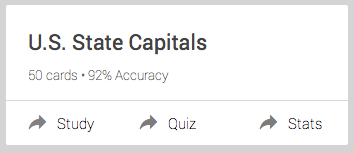 U.S. State Capitals
50 cards • 92% Accuracy
Study Quiz Stats